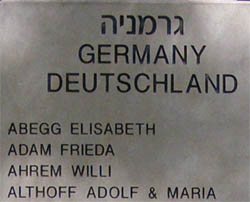 גרמניה
GERMANY
DEUTSCHLAND
ABEGG ELISABETH
ADAM FRIEDA
AHREM WILLI
ALTHOFF ADOLF & MARIA